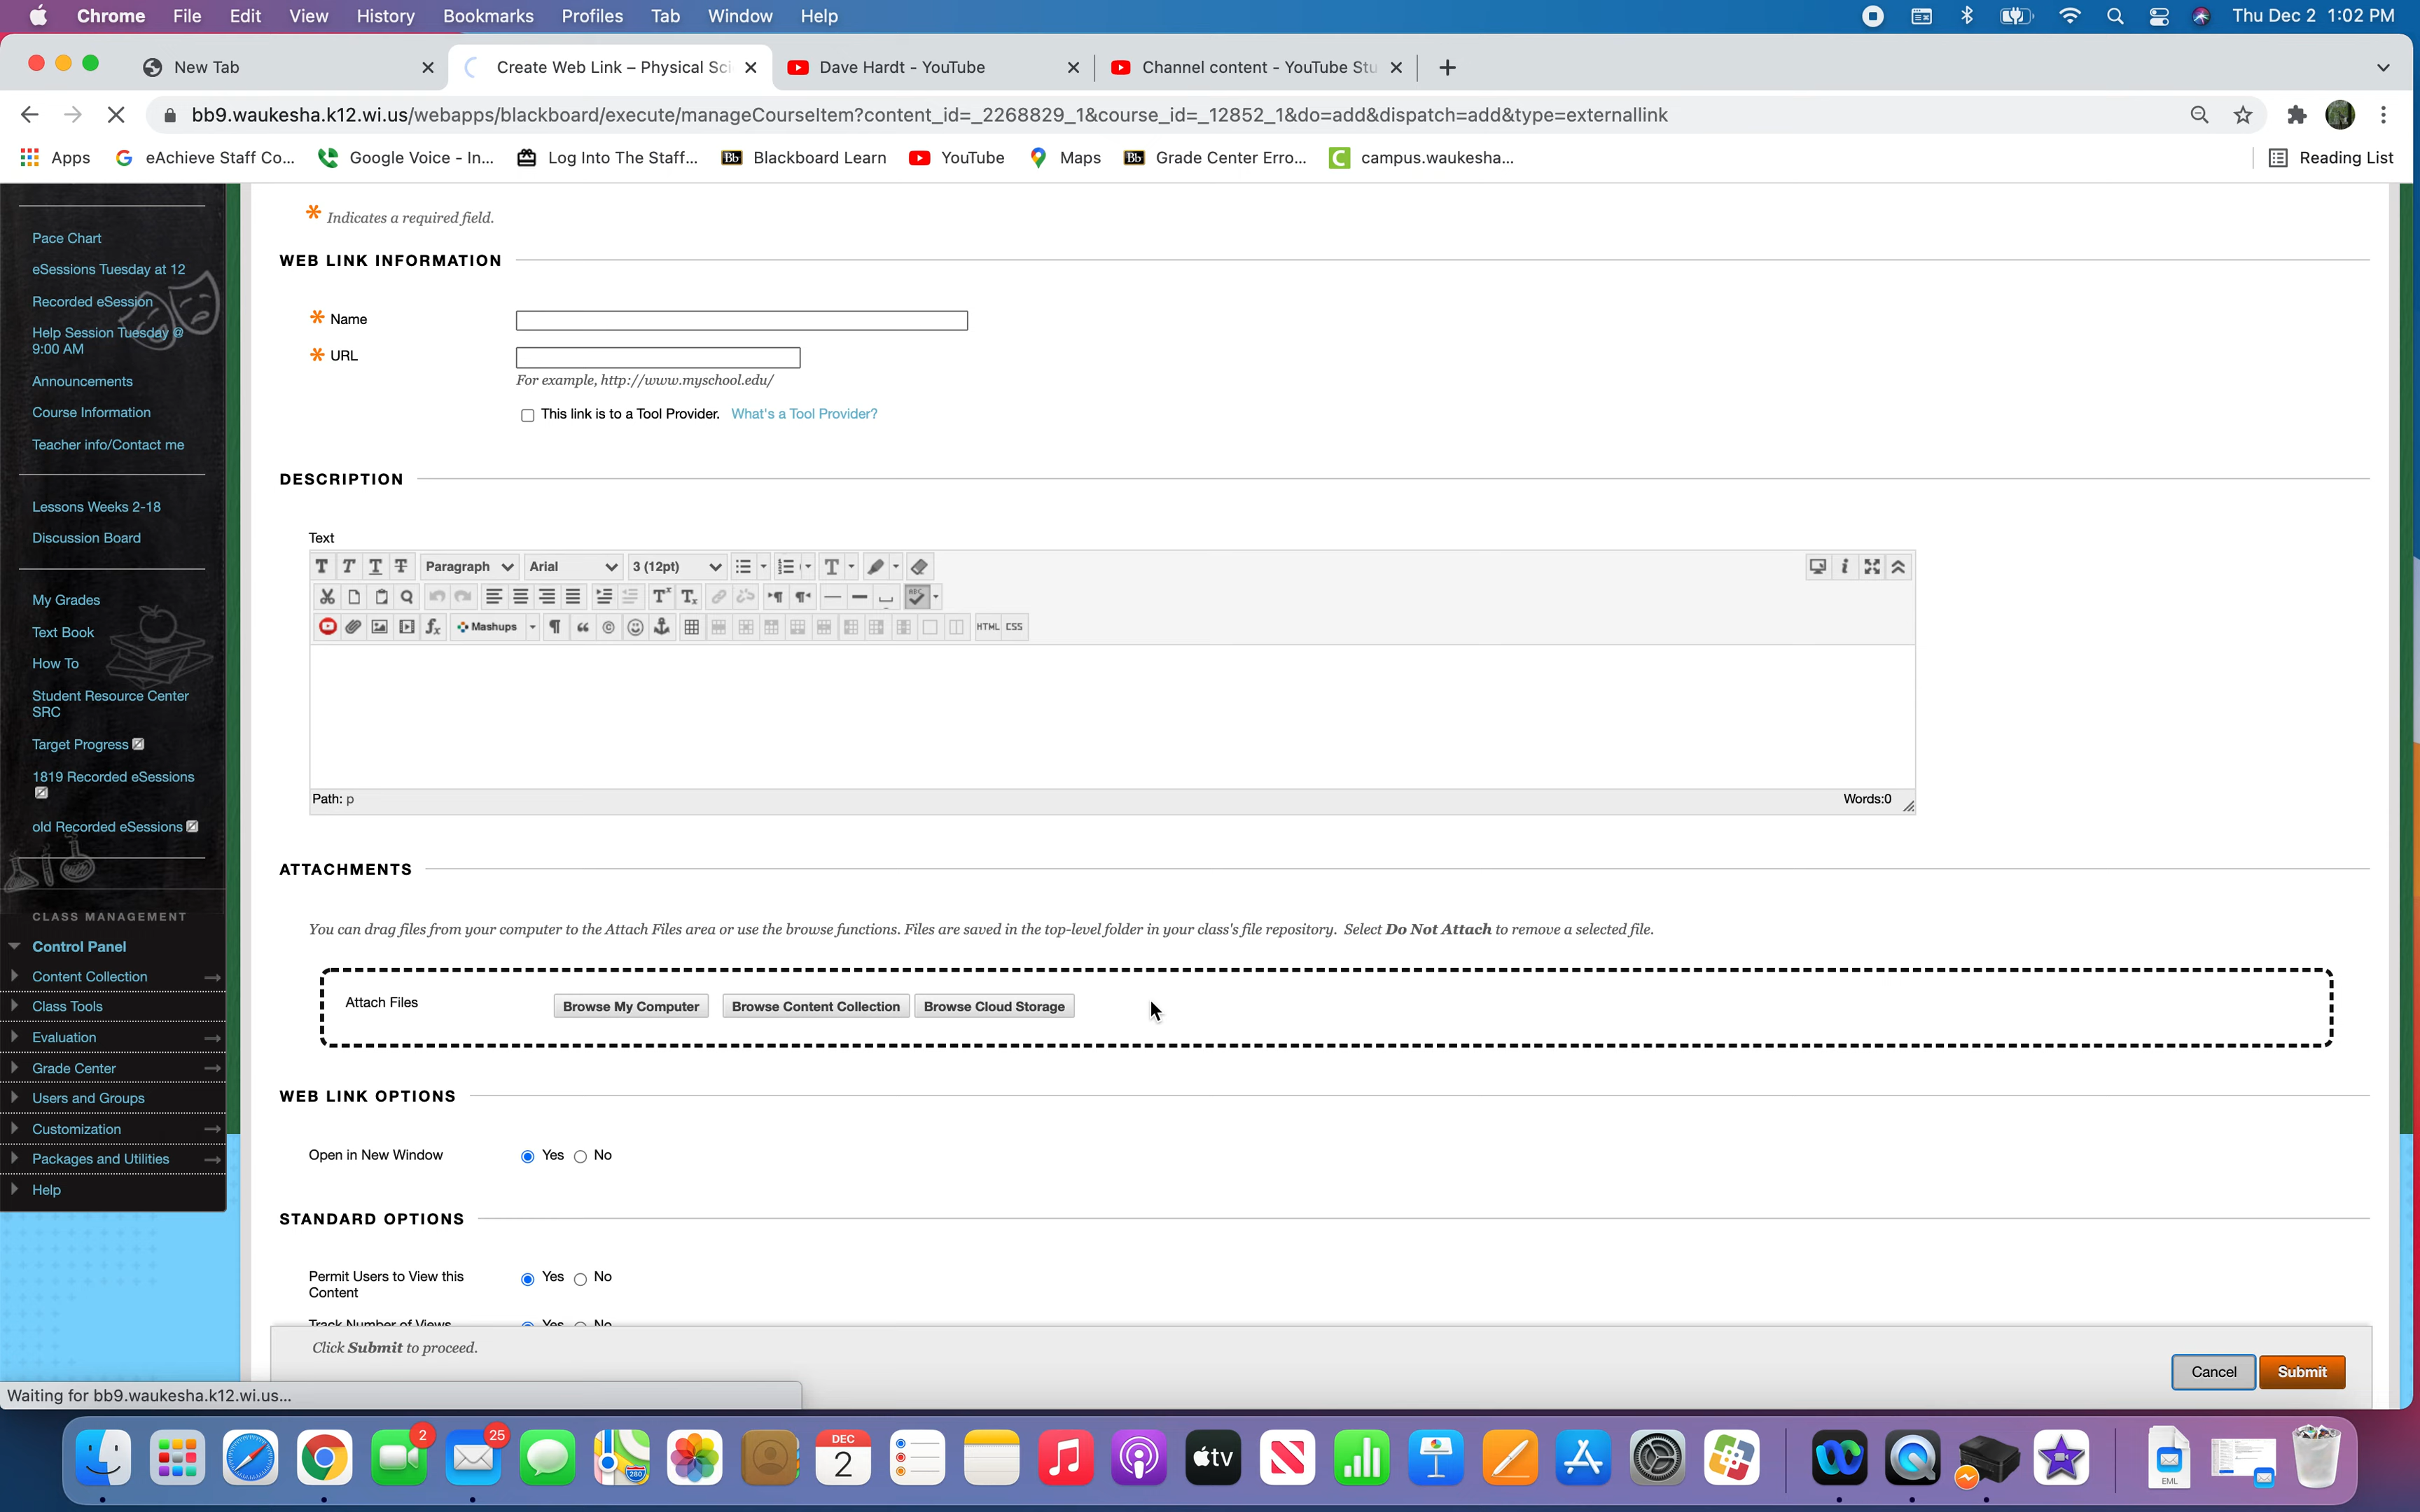 Chrome File Edit View History Bookmarks Profiles Tab Window Help Thu Dec 2 1:02 PM
New Tab Create Web Link – Physical Sci Dave Hardt - YouTube Channel content - YouTube Stu
bb9.waukesha.k12.wi.us/webapps/blackboard/execute/manageCourseItem?content_id=_2268829_1&course_id=_12852_1&do=add&dispatch=add&type=externallink
Apps eAchieve Staff Co... Google Voice - In... Log Into The Staff... Blackboard Learn YouTube Maps Grade Center Erro... campus.waukesha... Reading List
Pace Chart
eSessions Tuesday at 12
Recorded eSession
Help Session Tuesday @
9:00 AM
Announcements
Course Information
Teacher info/Contact me
Lessons Weeks 2-18
Discussion Board
My Grades
Text Book
How To
Student Resource Center
SRC
Target Progress
1819 Recorded eSessions
old Recorded eSessions
CLASS MANAGEMENT
Control Panel
Content Collection
Class Tools
Evaluation
Grade Center
Users and Groups
Customization
Packages and Utilities
Help
* Indicates a required field.
WEB LINK INFORMATION
* Name
* URL
For example, http://www.myschool.edu/
This link is to a Tool Provider. What's a Tool Provider?
DESCRIPTION
Text
T T T T Paragraph Arial 3 (12pt) T
ABC
Mashups HTML CSS
Path: p Words:0
ATTACHMENTS
You can drag files from your computer to the Attach Files area or use the browse functions. Files are saved in the top-level folder in your class's file repository. Select Do Not Attach to remove a selected file.
Attach Files Browse My Computer Browse Content Collection Browse Cloud Storage
WEB LINK OPTIONS
Open in New Window Yes No
STANDARD OPTIONS
Permit Users to View this Yes No
Content
Track Number of Views Yes No
Click Submit to proceed.
Cancel Submit
Waiting for bb9.waukesha.k12.wi.us...
2 25 280 DEC 2 tv EML